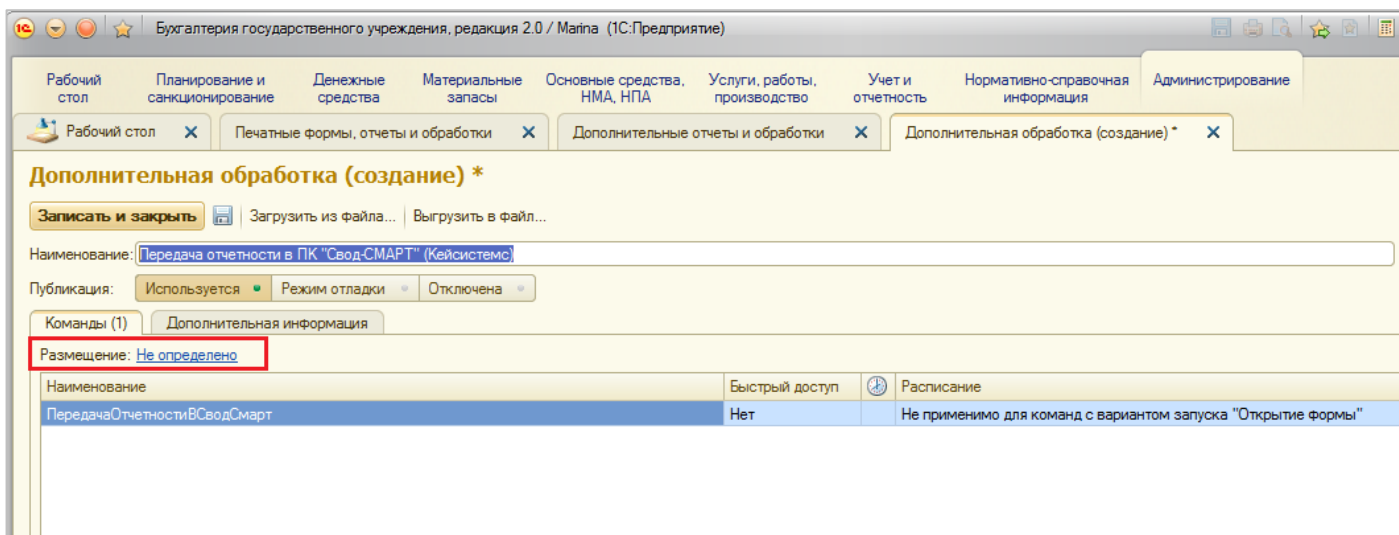 Бухгалтерия государственного учреждения, редакция 2.0 / Marina (1С:Предприятие)
Рабочий стол
Планирование и санкционирование
Денежные средства
Материальные запасы
Основные средства, НМА, НПА
Услуги, работы, производство
Учет и отчетность
Нормативно-справочная информация
Администрирование
Рабочий стол
Печатные формы, отчеты и обработки
Дополнительные отчеты и обработки
Дополнительная обработка (создание) *
Дополнительная обработка (создание) *
Записать и закрыть Загрузить из файла... Выгрузить в файл...
Наименование: Передача отчетности в ПК "Свод-СМАРТ" (Кейсистемс)
Публикация: Используется Режим отладки Отключена
Команды (1) Дополнительная информация
Размещение: Не определено
Наименование Быстрый доступ Расписание
ПередачаОтчетностиВСводСмарт Нет Не применимо для команд с вариантом запуска "Открытие формы"